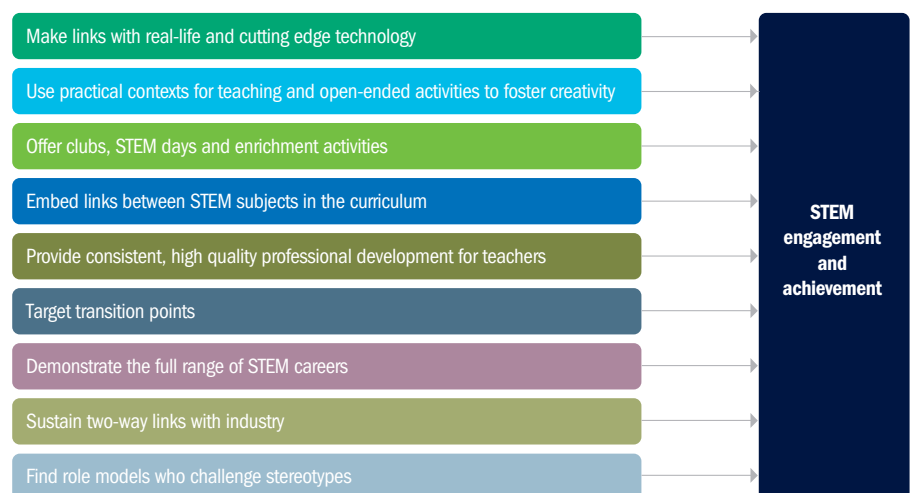 Make links with real-life and cutting edge technology
Use practical contexts for teaching and open-ended activities to foster creativity
Offer clubs, STEM days and enrichment activities
Embed links between STEM subjects in the curriculum
Provide consistent, high quality professional development for teachers
Target transition points
Demonstrate the full range of STEM careers
Sustain two-way links with industry
Find role models who challenge stereotypes
STEM
engagement
and
achievement